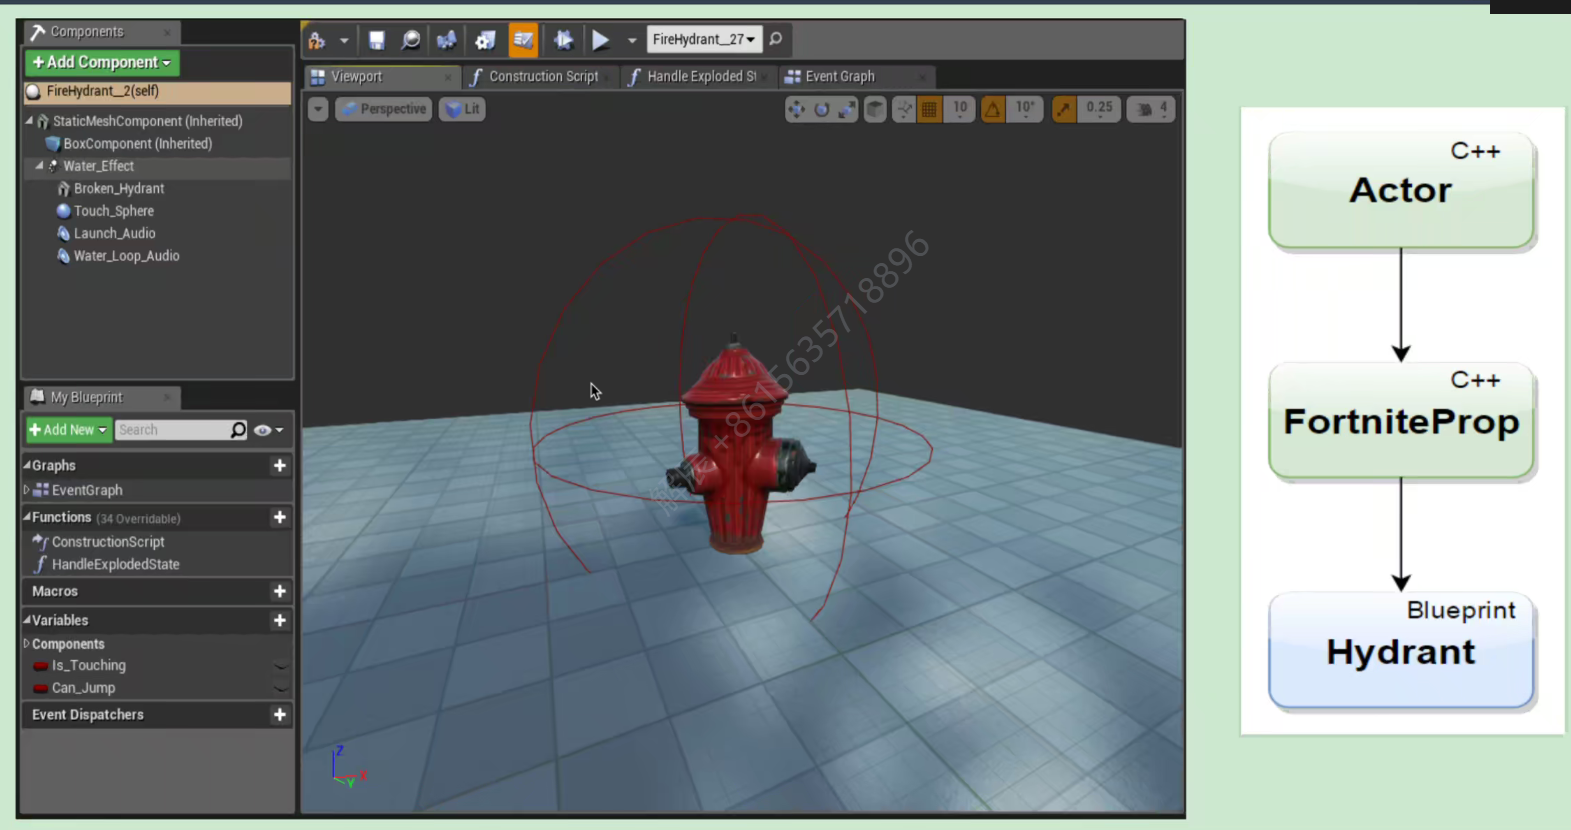 Components
+Add Component
FireHydrant_2(self)
StaticMeshComponent (Inherited)
BoxComponent (Inherited)
Water_Effect
Broken_Hydrant
Touch_Sphere
Launch_Audio
Water_Loop_Audio
My Blueprint
+Add New
Search
Graphs
EventGraph
Functions (34 Overridable)
ConstructionScript
HandleExplodedState
Macros
Variables
Components
Is_Touching
Can_Jump
Event Dispatchers
FireHydrant_27
Viewport
Construction Script
Handle Exploded St
Event Graph
Perspective
Lit
10
10°
0.25
4
+8615635718896
Z
X
Y
C++
Actor
C++
FortniteProp
Blueprint
Hydrant